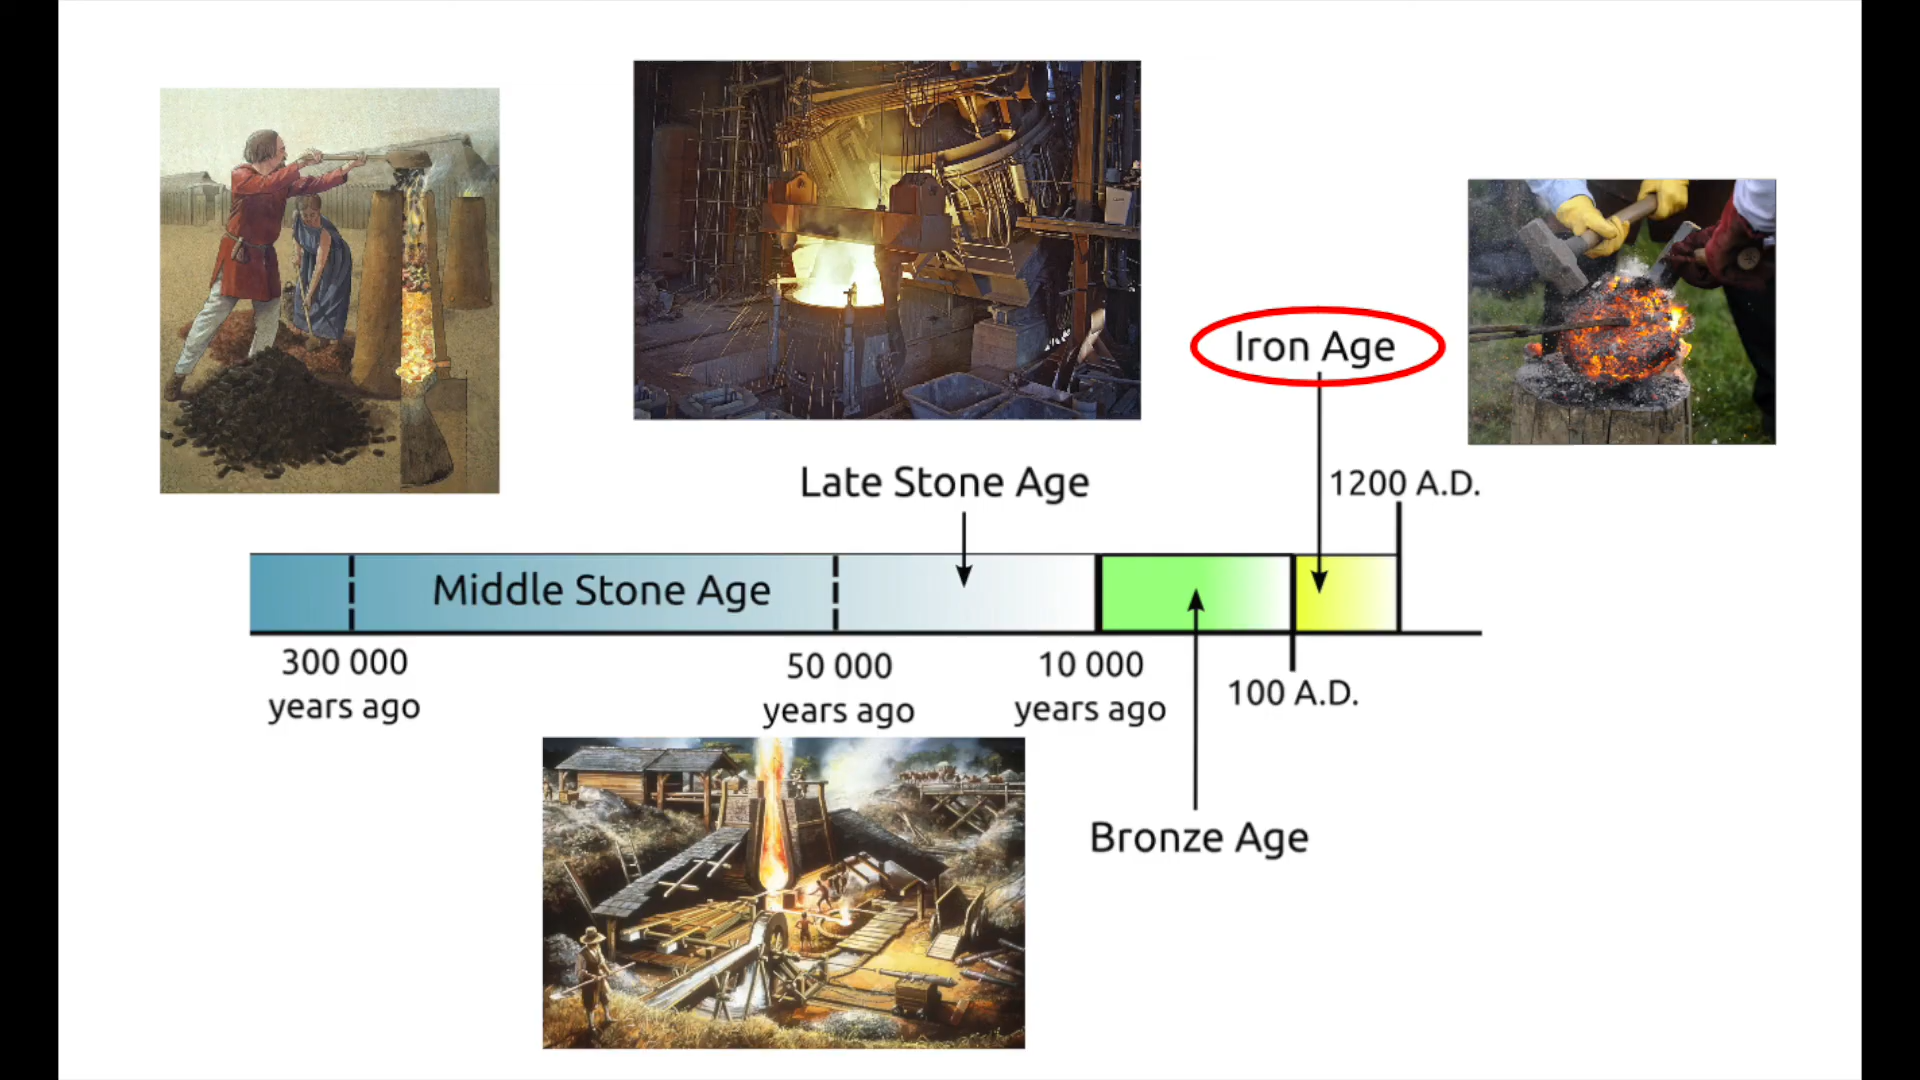 Iron Age
1200 A.D.
Late Stone Age
Middle Stone Age
300 000
years ago
50 000
years ago
10 000
years ago
100 A.D.
Bronze Age